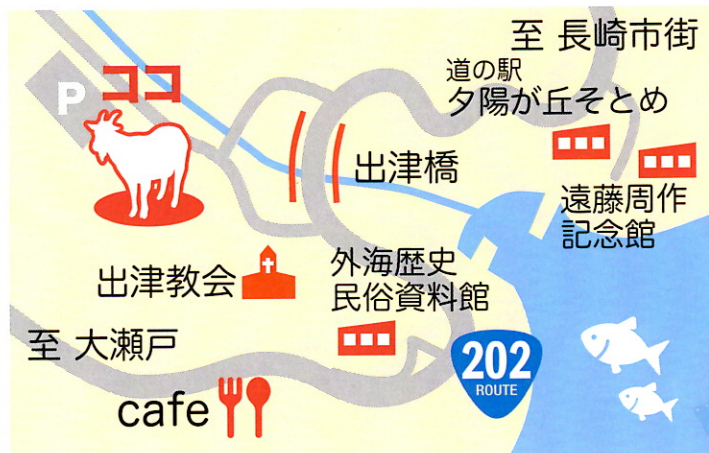 至 長崎市街
道の駅
夕陽が丘そとめ
P
ココ
出津橋
遠藤周作
記念館
出津教会
外海歴史
民俗資料館
至 大瀬戸
202
ROUTE
cafe